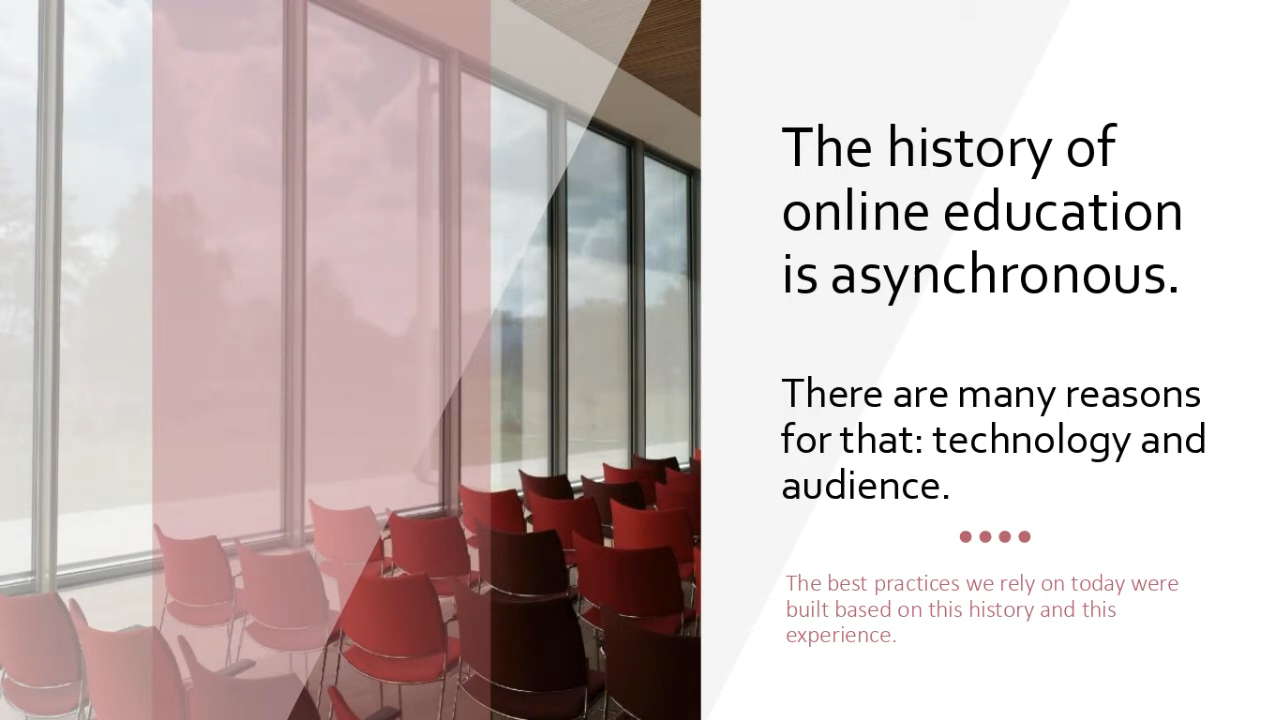 The history of
online education
is asynchronous.
There are many reasons
for that: technology and
audience.
The best practices we rely on today were
built based on this history and this
experience.